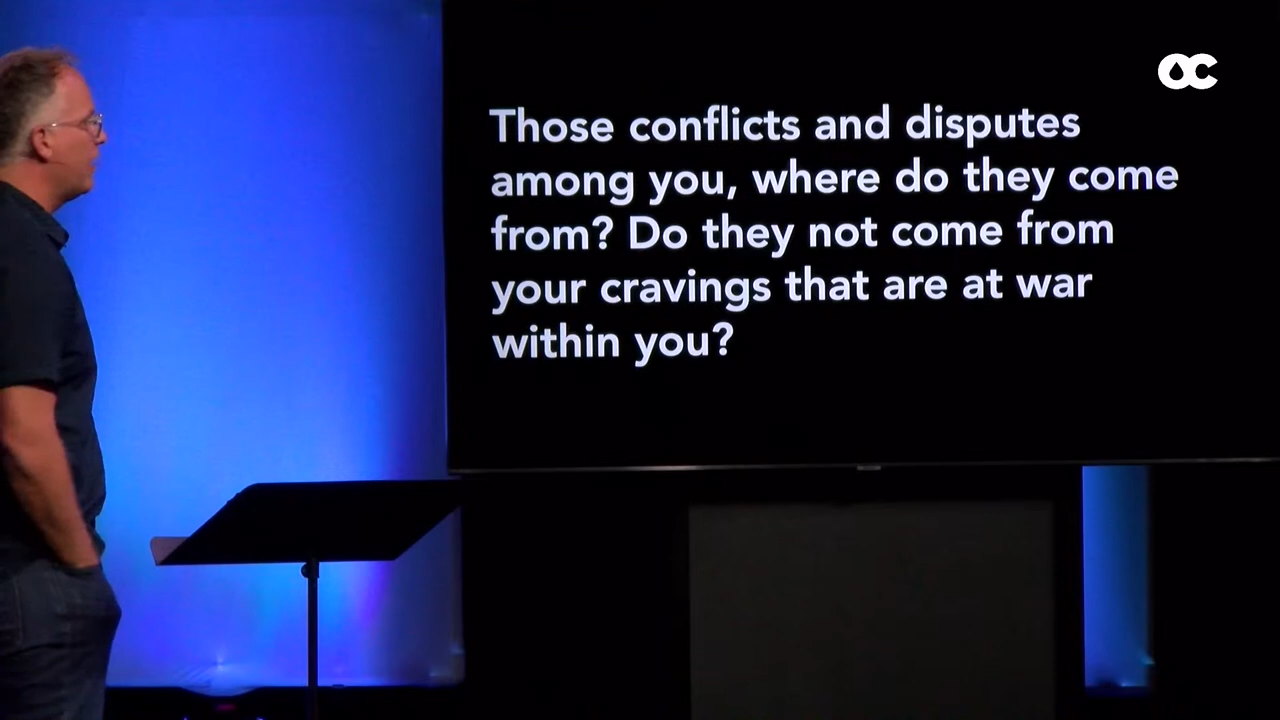 OC
Those conflicts and disputes
among you, where do they come
from? Do they not come from
your cravings that are at war
within you?